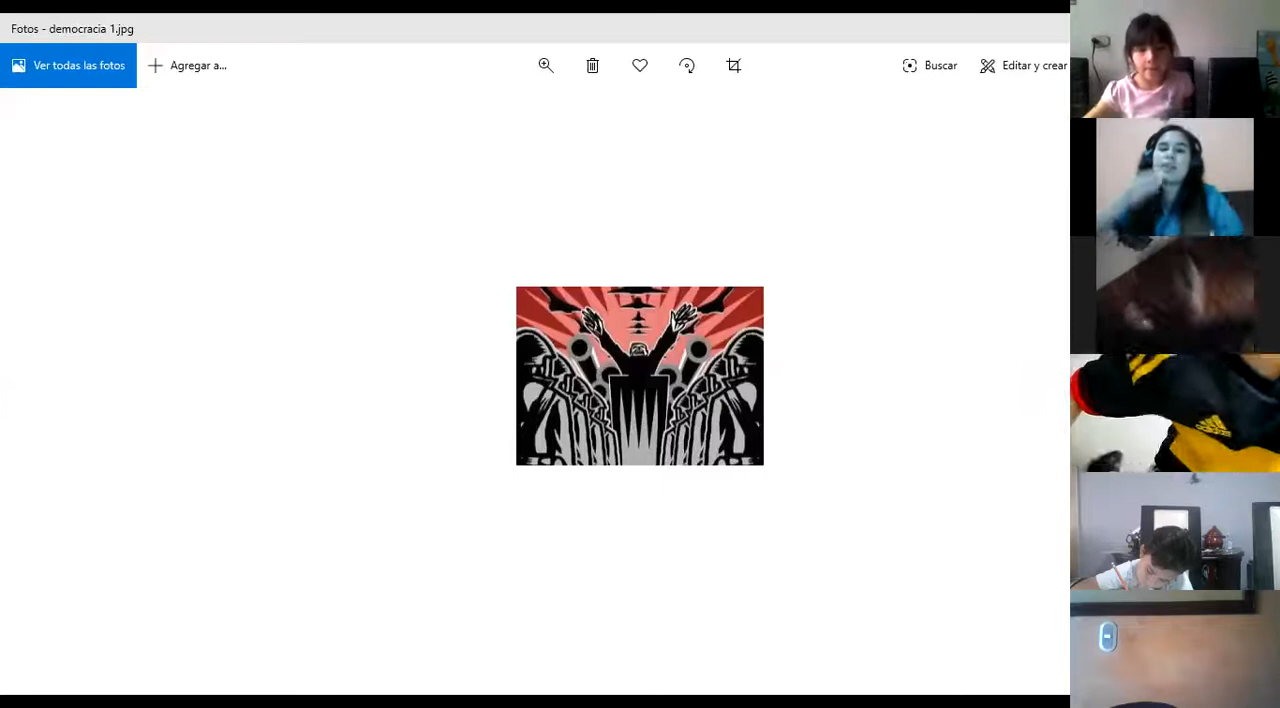 Fotos - democracia 1.jpg
Ver todas las fotos
Agregar a...
Buscar
Editar y crear